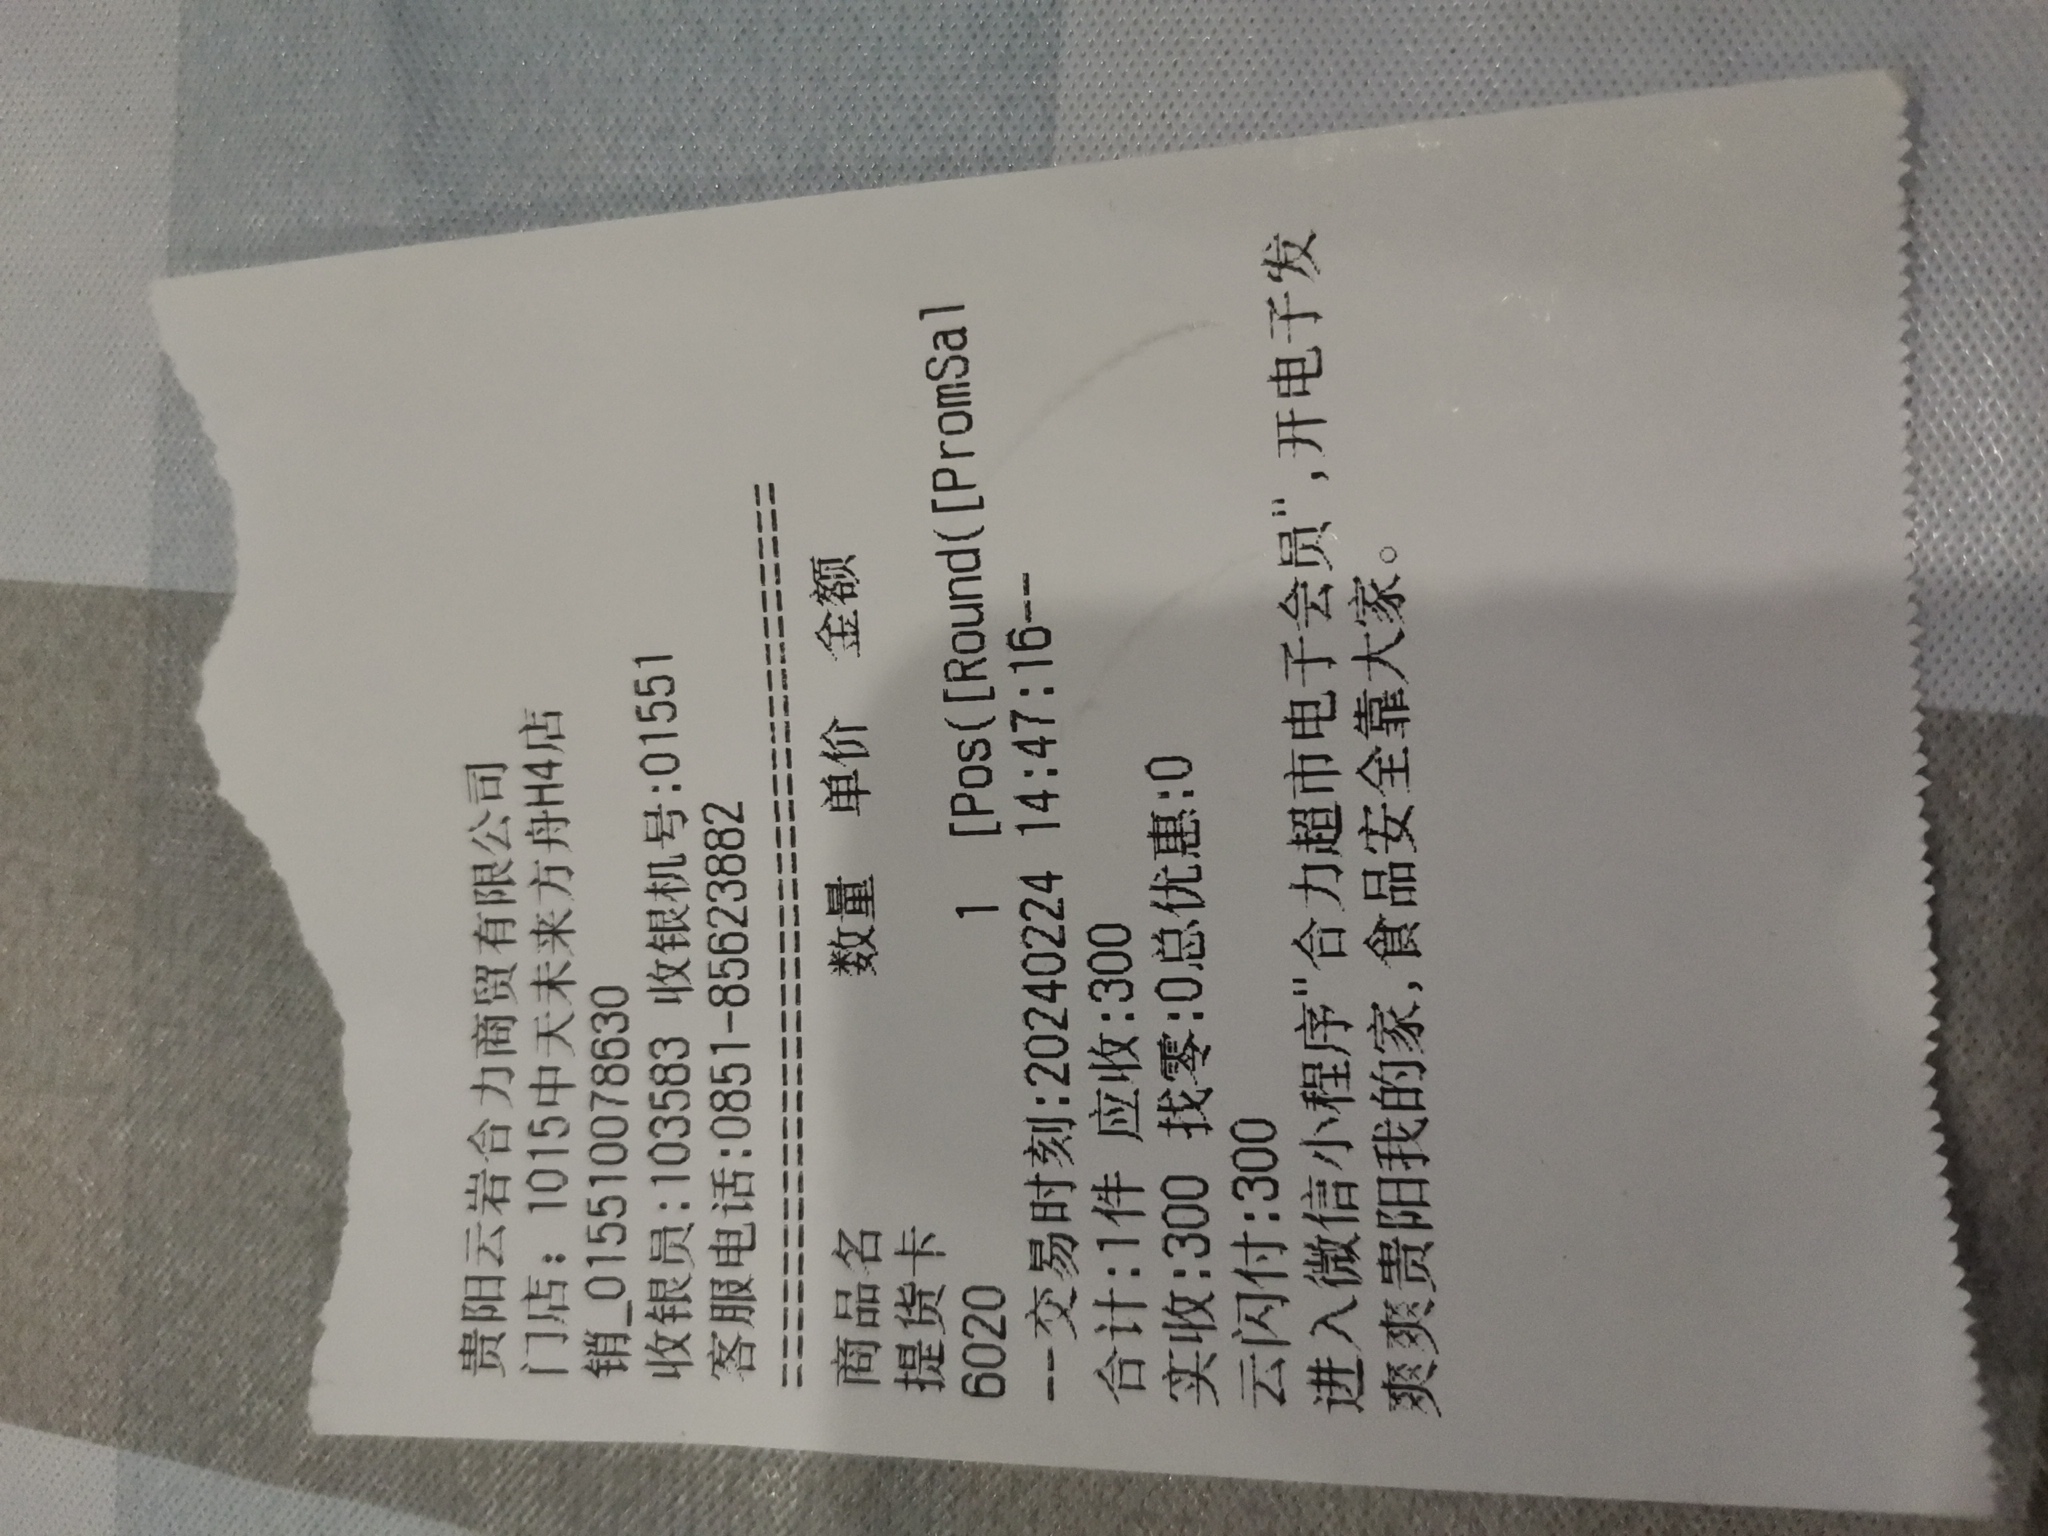 贵阳云岩合力商贸有限公司
门店：1015中天未来方舟H4店
销_015510078630
收银员:103583 收银机号:01551
客服电话:0851-85623882
==========================================
商品名 数量 单价 金额
提货卡
6020 1 [Pos([Round([PromSal
--交易时刻:20240224 14:47:16--
合计:1件 应收:300
实收:300 找零:0总优惠:0
云闪付:300
进入微信小程序"合力超市电子会员",开电子发
爽爽贵阳我的家,食品安全靠大家。